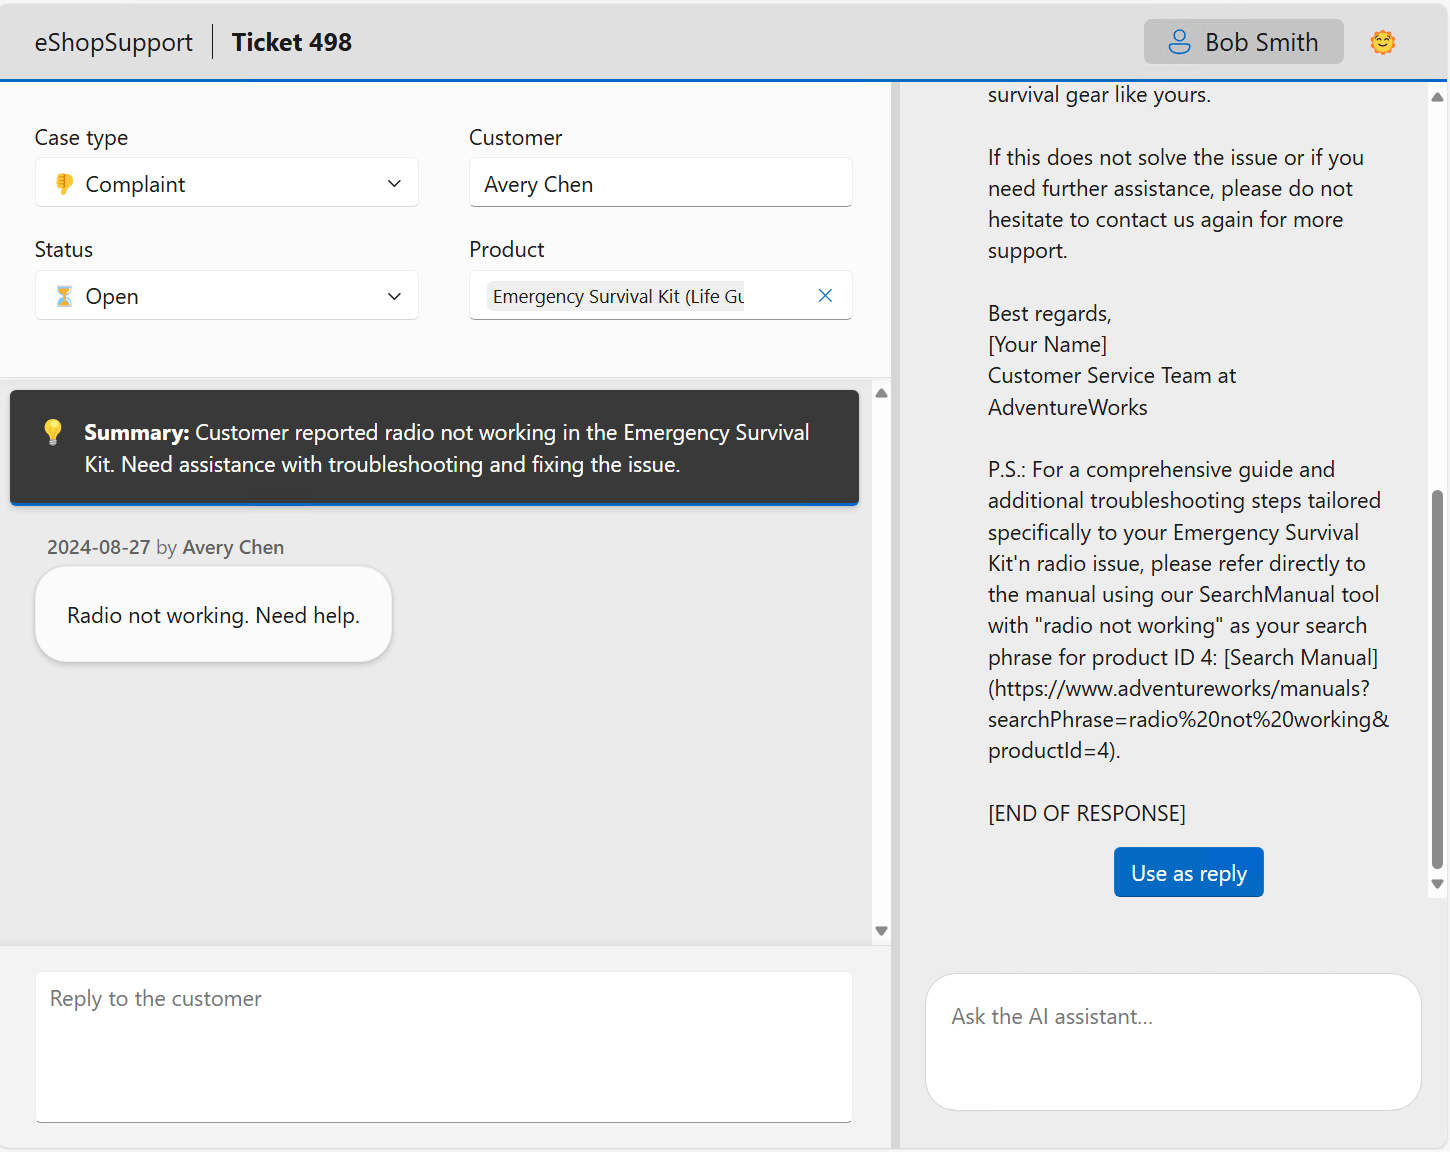 eShopSupport
Ticket 498
Bob Smith
Case type
Complaint
Customer
Avery Chen
Status
Open
Product
Emergency Survival Kit (Life Gu
Summary: Customer reported radio not working in the Emergency Survival
Kit. Need assistance with troubleshooting and fixing the issue.
2024-08-27 by Avery Chen
Radio not working. Need help.
Reply to the customer
survival gear like yours.
If this does not solve the issue or if you
need further assistance, please do not
hesitate to contact us again for more
support.
Best regards,
[Your Name]
Customer Service Team at
AdventureWorks
P.S.: For a comprehensive guide and
additional troubleshooting steps tailored
specifically to your Emergency Survival
Kit'n radio issue, please refer directly to
the manual using our SearchManual tool
with "radio not working" as your search
phrase for product ID 4: [Search Manual]
(https://www.adventureworks/manuals?
searchPhrase=radio%20not%20working&
productId=4).
[END OF RESPONSE]
Use as reply
Ask the AI assistant...